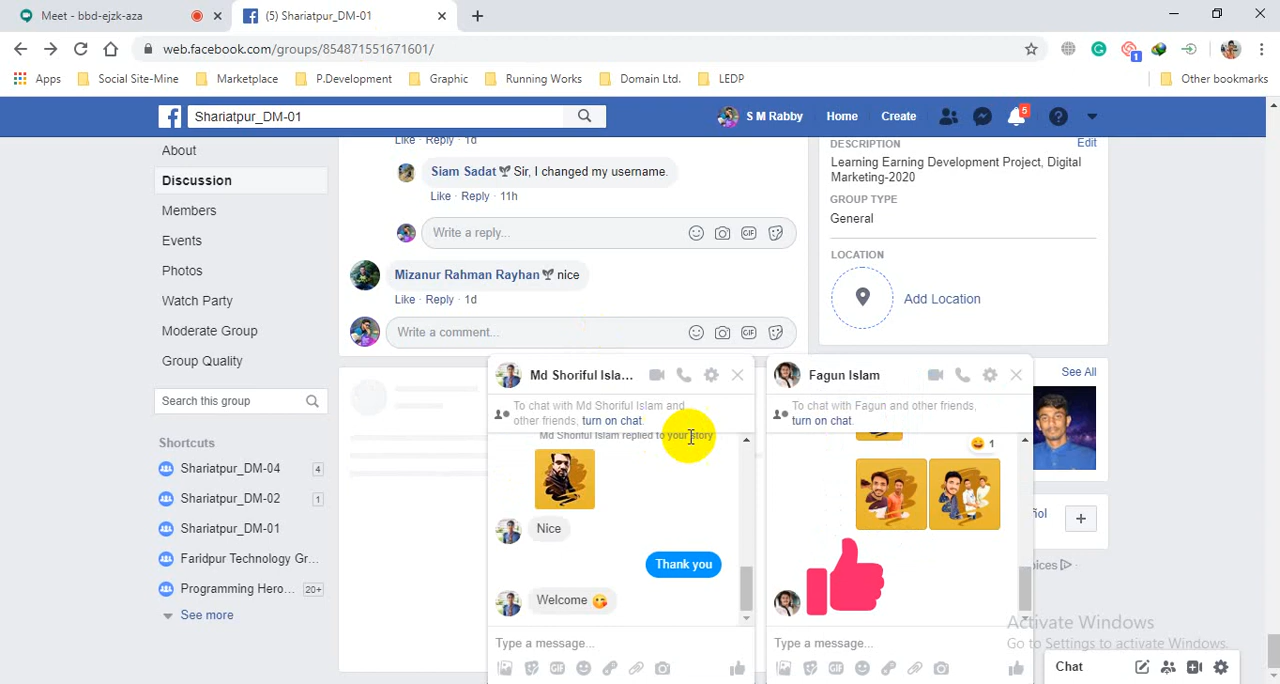 Meet - bbd-ejzk-aza
(5) Shariatpur_DM-01
web.facebook.com/groups/854871551671601/
1
Apps
Social Site-Mine
Marketplace
P.Development
Graphic
Running Works
Domain Ltd.
LEDP
Other bookmarks
Shariatpur_DM-01
S M Rabby
Home
Create
5
About
Discussion
Members
Events
Photos
Watch Party
Moderate Group
Group Quality
Search this group
Shortcuts
Shariatpur_DM-04 4
Shariatpur_DM-02 1
Shariatpur_DM-01
Faridpur Technology Gr...
Programming Hero... 20+
See more
Like · Reply · 1d
Siam Sadat Sir, I changed my username.
Like · Reply · 11h
Write a reply...
GIF
Mizanur Rahman Rayhan nice
Like · Reply · 1d
Write a comment...
GIF
DESCRIPTION
Edit
Learning Earning Development Project, Digital
Marketing-2020
GROUP TYPE
General
LOCATION
Add Location
See All
Md Shoriful Isla...
To chat with Md Shoriful Islam and
other friends, turn on chat.
Md Shoriful Islam replied to your story
Nice
Thank you
Welcome
Type a message...
GIF
Fagun Islam
To chat with Fagun and other friends,
turn on chat.
1
Type a message...
GIF
Activate Windows
Go to Settings to activate Windows.
Chat